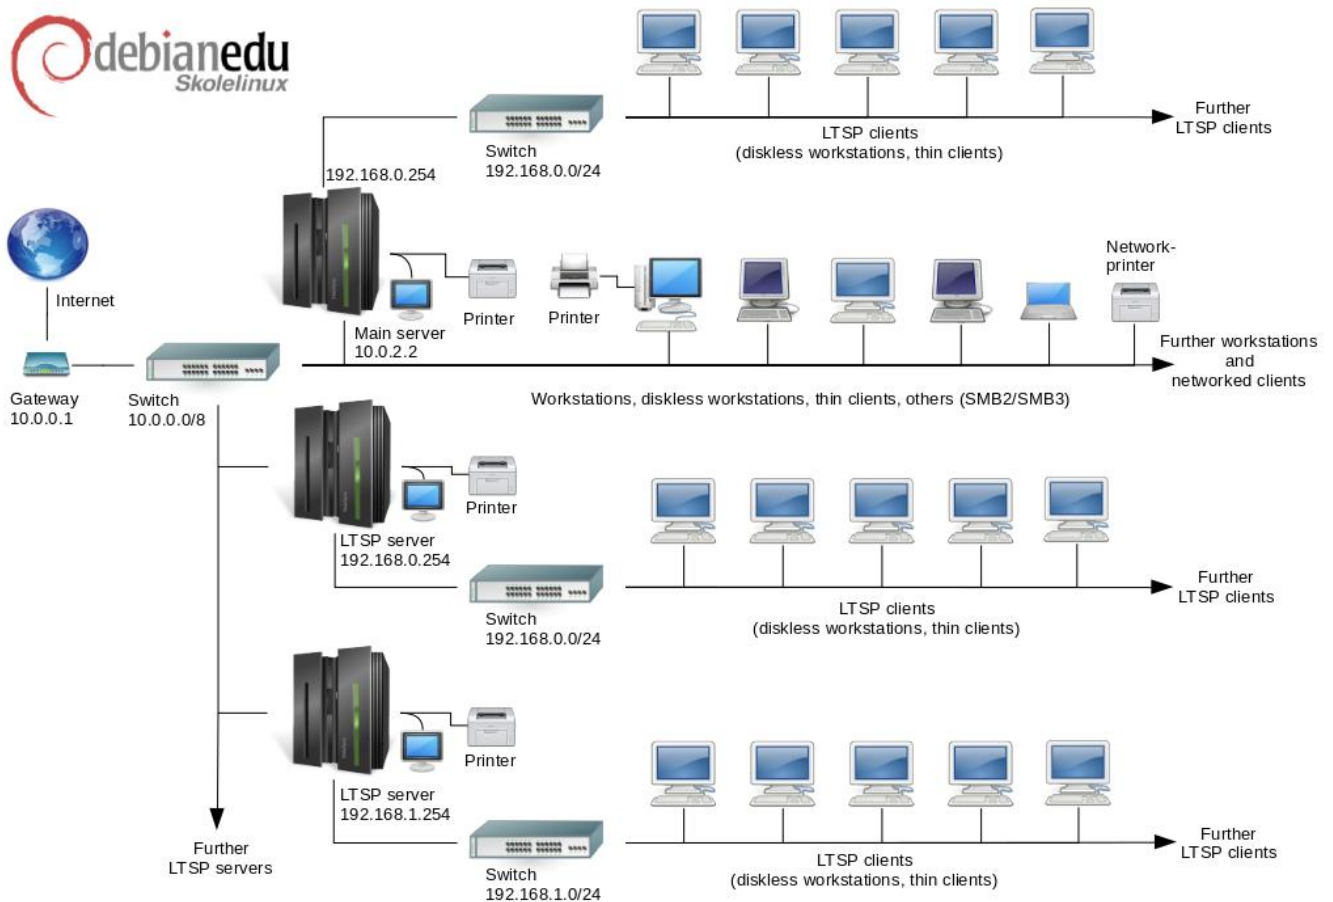 debianedu
Skolelinux
Further
LTSP clients
LTSP clients
(diskless workstations, thin clients)
Switch
192.168.0.0/24
192.168.0.254
Network-
printer
Internet
Printer
Printer
Main server
10.0.2.2
Further workstations
and
networked clients
Gateway
10.0.0.1
Switch
10.0.0.0/8
Workstations, diskless workstations, thin clients, others (SMB2/SMB3)
Printer
LTSP server
192.168.0.254
Further
LTSP clients
LTSP clients
(diskless workstations, thin clients)
Switch
192.168.0.0/24
Printer
LTSP server
192.168.1.254
Further
LTSP servers
Further
LTSP clients
LTSP clients
(diskless workstations, thin clients)
Switch
192.168.1.0/24